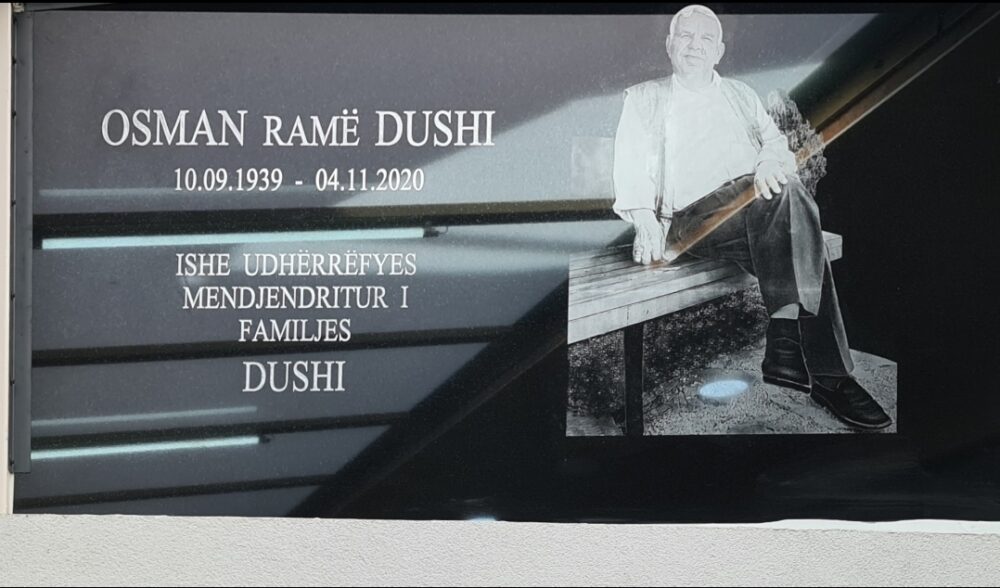 OSMAN RAMË DUSHI
10.09.1939 - 04.11.2020
ISHE UDHËRRËFYES
MENDJENDRITUR I
FAMILJES
DUSHI